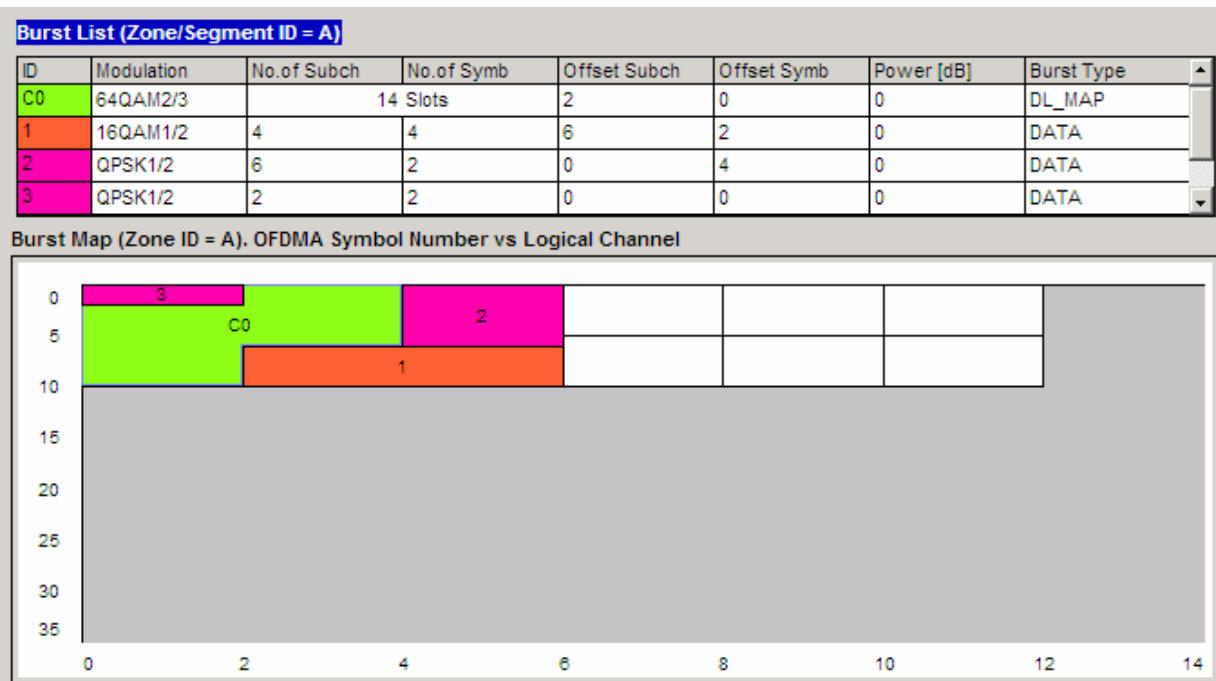 Burst List (Zone/Segment ID = A)
ID Modulation No.of Subch No.of Symb Offset Subch Offset Symb Power [dB] Burst Type
C0 64QAM2/3 14 Slots 2 0 0 DL_MAP
1 16QAM1/2 4 4 6 2 0 DATA
2 QPSK1/2 6 2 0 4 0 DATA
3 QPSK1/2 2 2 0 0 0 DATA
Burst Map (Zone ID = A). OFDMA Symbol Number vs Logical Channel
0 3
C0 2
5
1
10
15
20
25
30
35
0 2 4 6 8 10 12 14